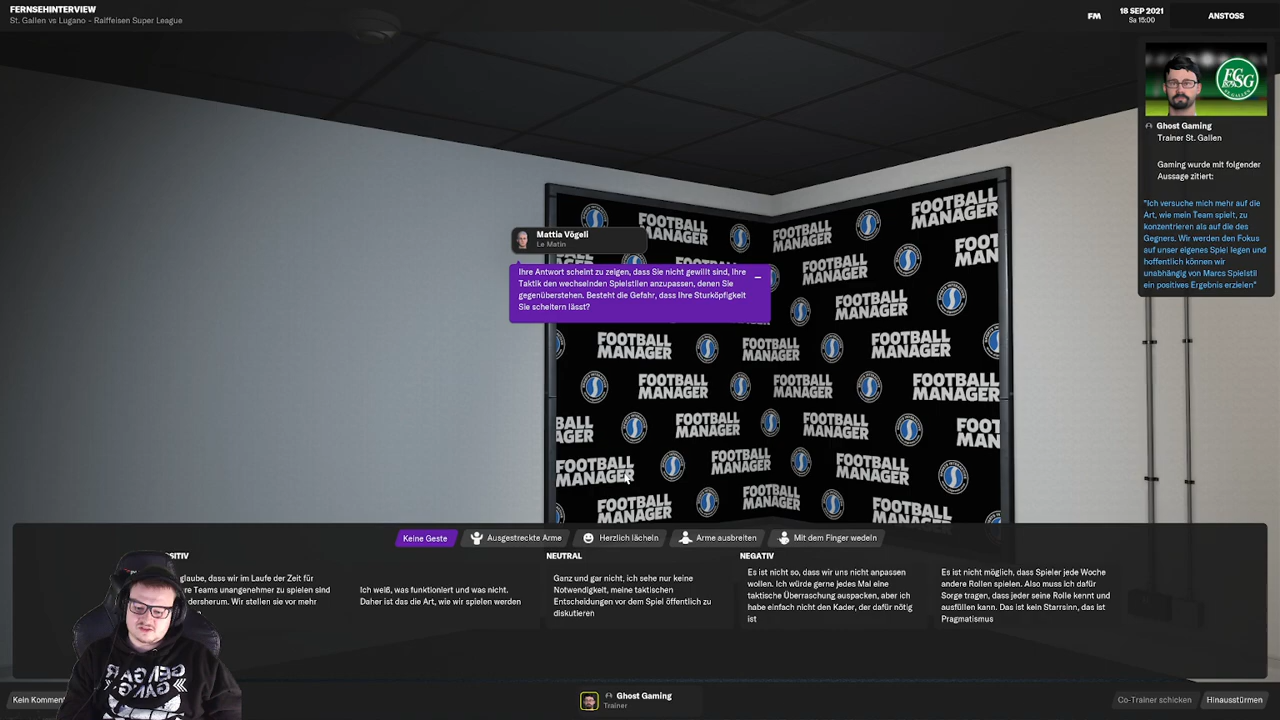 FERNSEHINTERVIEW
St. Gallen vs Lugano - Raiffeisen Super League
FM
18 SEP 2021
Sa 15:00
ANSTOSS
FCSG
Ghost Gaming
Trainer St. Gallen
Gaming wurde mit folgender
Aussage zitiert:
"Ich versuche mich mehr auf die
Art, wie mein Team spielt, zu
konzentrieren als auf die des
Gegners. Wir werden den Fokus
auf unser eigenes Spiel legen und
hoffentlich können wir
unabhängig von Marcs Spielstil
ein positives Ergebnis erzielen"
Mattia Vögeli
Le Matin
Ihre Antwort scheint zu zeigen, dass Sie nicht gewillt sind, Ihre
Taktik den wechselnden Spielstilen anzupassen, denen Sie
gegenüberstehen. Besteht die Gefahr, dass Ihre Sturköpfigkeit
Sie scheitern lässt?
FOOTBALL MANAGER
Keine Geste
Ausgestreckte Arme
Herzlich lächeln
Arme ausbreiten
Mit dem Finger wedeln
glaube, dass wir im Laufe der Zeit für
Teams unangenehmer zu spielen sind
Wir stellen sie vor mehr
Ich weiß, was funktioniert und was nicht.
Daher ist das die Art, wie wir spielen werden
NEUTRAL
Ganz und gar nicht, ich sehe nur keine
Notwendigkeit, meine taktischen
Entscheidungen vor dem Spiel öffentlich zu
diskutieren
NEGATIV
Es ist nicht so, dass wir uns nicht anpassen
wollen. Ich würde gerne jedes Mal eine
taktische Überraschung auspacken, aber ich
habe einfach nicht den Kader, der dafür nötig
ist
Es ist nicht möglich, dass Spieler jede Woche
andere Rollen spielen. Also muss ich dafür
Sorge tragen, dass jeder seine Rolle kennt und
ausfüllen kann. Das ist kein Starrsinn, das ist
Pragmatismus
Kein Komment
Ghost Gaming
Trainer
Co-Trainer schicken
Hinausstürmen